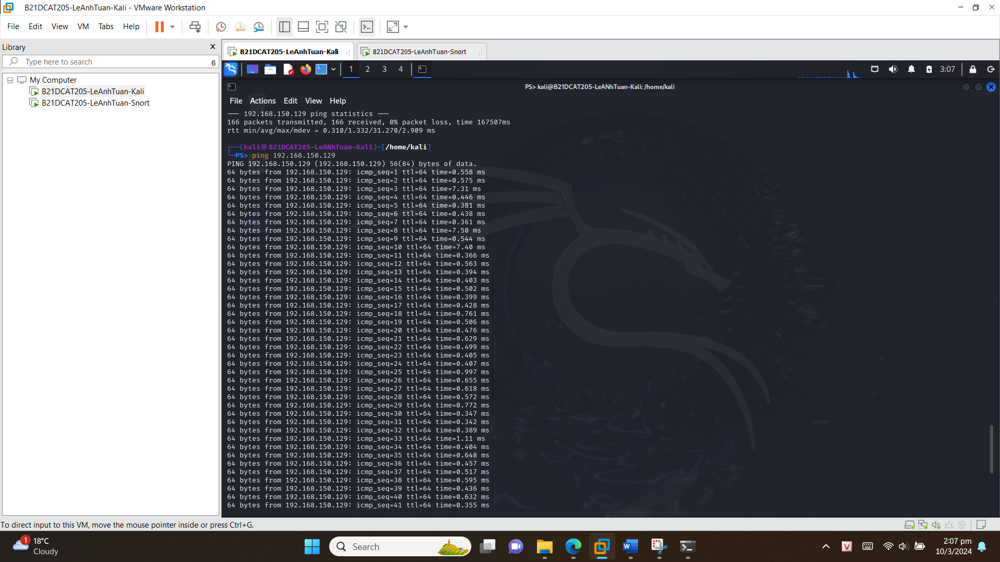 B21DCAT205-LeAnhTuan-Kali - VMware Workstation
File Edit View VM Tabs Help
Library
Type here to search
6
My Computer
B21DCAT205-LeAnhTuan-Kali
B21DCAT205-LeAnhTuan-Snort
B21DCAT205-LeAnhTuan-Kali
B21DCAT205-LeAnhTuan-Snort
1 2 3 4
3:07
PS> kali@B21DCAT205-LeANhTuan-Kali: /home/kali
File Actions Edit View Help
--- 192.168.150.129 ping statistics ---
166 packets transmitted, 166 received, 0% packet loss, time 167507ms
rtt min/avg/max/mdev = 0.310/1.332/31.270/2.909 ms
┌──(kali㉿B21DCAT205-LeANhTuan-Kali)-[/home/kali]
└─PS> ping 192.168.150.129
PING 192.168.150.129 (192.168.150.129) 56(84) bytes of data.
64 bytes from 192.168.150.129: icmp_seq=1 ttl=64 time=0.558 ms
64 bytes from 192.168.150.129: icmp_seq=2 ttl=64 time=0.575 ms
64 bytes from 192.168.150.129: icmp_seq=3 ttl=64 time=7.31 ms
64 bytes from 192.168.150.129: icmp_seq=4 ttl=64 time=0.446 ms
64 bytes from 192.168.150.129: icmp_seq=5 ttl=64 time=0.381 ms
64 bytes from 192.168.150.129: icmp_seq=6 ttl=64 time=0.438 ms
64 bytes from 192.168.150.129: icmp_seq=7 ttl=64 time=0.361 ms
64 bytes from 192.168.150.129: icmp_seq=8 ttl=64 time=7.50 ms
64 bytes from 192.168.150.129: icmp_seq=9 ttl=64 time=0.544 ms
64 bytes from 192.168.150.129: icmp_seq=10 ttl=64 time=7.40 ms
64 bytes from 192.168.150.129: icmp_seq=11 ttl=64 time=0.366 ms
64 bytes from 192.168.150.129: icmp_seq=12 ttl=64 time=0.563 ms
64 bytes from 192.168.150.129: icmp_seq=13 ttl=64 time=0.394 ms
64 bytes from 192.168.150.129: icmp_seq=14 ttl=64 time=0.403 ms
64 bytes from 192.168.150.129: icmp_seq=15 ttl=64 time=0.502 ms
64 bytes from 192.168.150.129: icmp_seq=16 ttl=64 time=0.399 ms
64 bytes from 192.168.150.129: icmp_seq=17 ttl=64 time=0.428 ms
64 bytes from 192.168.150.129: icmp_seq=18 ttl=64 time=0.761 ms
64 bytes from 192.168.150.129: icmp_seq=19 ttl=64 time=0.506 ms
64 bytes from 192.168.150.129: icmp_seq=20 ttl=64 time=0.476 ms
64 bytes from 192.168.150.129: icmp_seq=21 ttl=64 time=0.629 ms
64 bytes from 192.168.150.129: icmp_seq=22 ttl=64 time=0.499 ms
64 bytes from 192.168.150.129: icmp_seq=23 ttl=64 time=0.405 ms
64 bytes from 192.168.150.129: icmp_seq=24 ttl=64 time=0.407 ms
64 bytes from 192.168.150.129: icmp_seq=25 ttl=64 time=0.997 ms
64 bytes from 192.168.150.129: icmp_seq=26 ttl=64 time=0.655 ms
64 bytes from 192.168.150.129: icmp_seq=27 ttl=64 time=0.618 ms
64 bytes from 192.168.150.129: icmp_seq=28 ttl=64 time=0.572 ms
64 bytes from 192.168.150.129: icmp_seq=29 ttl=64 time=0.772 ms
64 bytes from 192.168.150.129: icmp_seq=30 ttl=64 time=0.347 ms
64 bytes from 192.168.150.129: icmp_seq=31 ttl=64 time=0.342 ms
64 bytes from 192.168.150.129: icmp_seq=32 ttl=64 time=0.389 ms
64 bytes from 192.168.150.129: icmp_seq=33 ttl=64 time=1.11 ms
64 bytes from 192.168.150.129: icmp_seq=34 ttl=64 time=0.404 ms
64 bytes from 192.168.150.129: icmp_seq=35 ttl=64 time=0.648 ms
64 bytes from 192.168.150.129: icmp_seq=36 ttl=64 time=0.457 ms
64 bytes from 192.168.150.129: icmp_seq=37 ttl=64 time=0.517 ms
64 bytes from 192.168.150.129: icmp_seq=38 ttl=64 time=0.595 ms
64 bytes from 192.168.150.129: icmp_seq=39 ttl=64 time=0.436 ms
64 bytes from 192.168.150.129: icmp_seq=40 ttl=64 time=0.632 ms
64 bytes from 192.168.150.129: icmp_seq=41 ttl=64 time=0.355 ms
To direct input to this VM, move the mouse pointer inside or press Ctrl+G.
1
18°C
Cloudy
Search
2:07 pm
10/3/2024